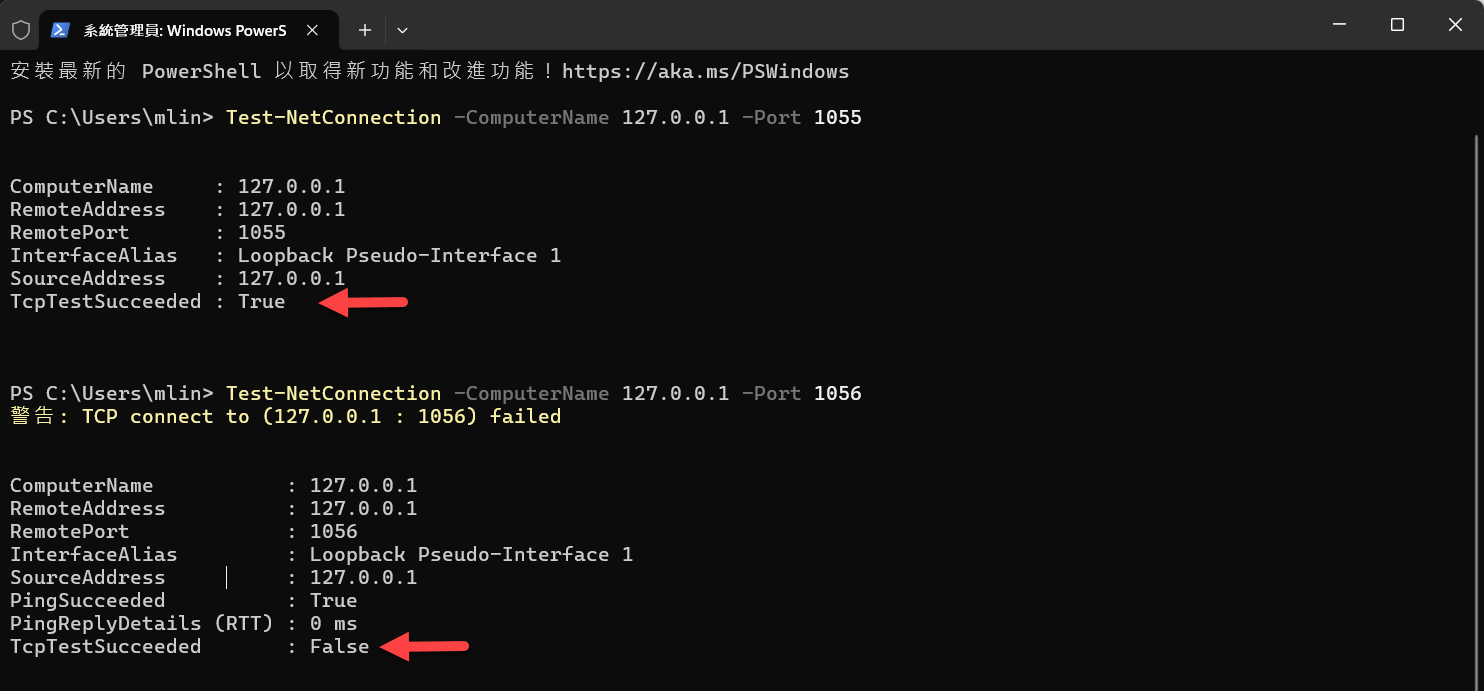 系統管理員: Windows PowerS
安裝最新的 PowerShell 以取得新功能和改進功能！https://aka.ms/PSWindows
PS C:\Users\mlin> Test-NetConnection -ComputerName 127.0.0.1 -Port 1055
ComputerName     : 127.0.0.1
RemoteAddress    : 127.0.0.1
RemotePort       : 1055
InterfaceAlias   : Loopback Pseudo-Interface 1
SourceAddress    : 127.0.0.1
TcpTestSucceeded : True
PS C:\Users\mlin> Test-NetConnection -ComputerName 127.0.0.1 -Port 1056
警告: TCP connect to (127.0.0.1 : 1056) failed
ComputerName           : 127.0.0.1
RemoteAddress          : 127.0.0.1
RemotePort             : 1056
InterfaceAlias         : Loopback Pseudo-Interface 1
SourceAddress          : 127.0.0.1
PingSucceeded          : True
PingReplyDetails (RTT) : 0 ms
TcpTestSucceeded       : False